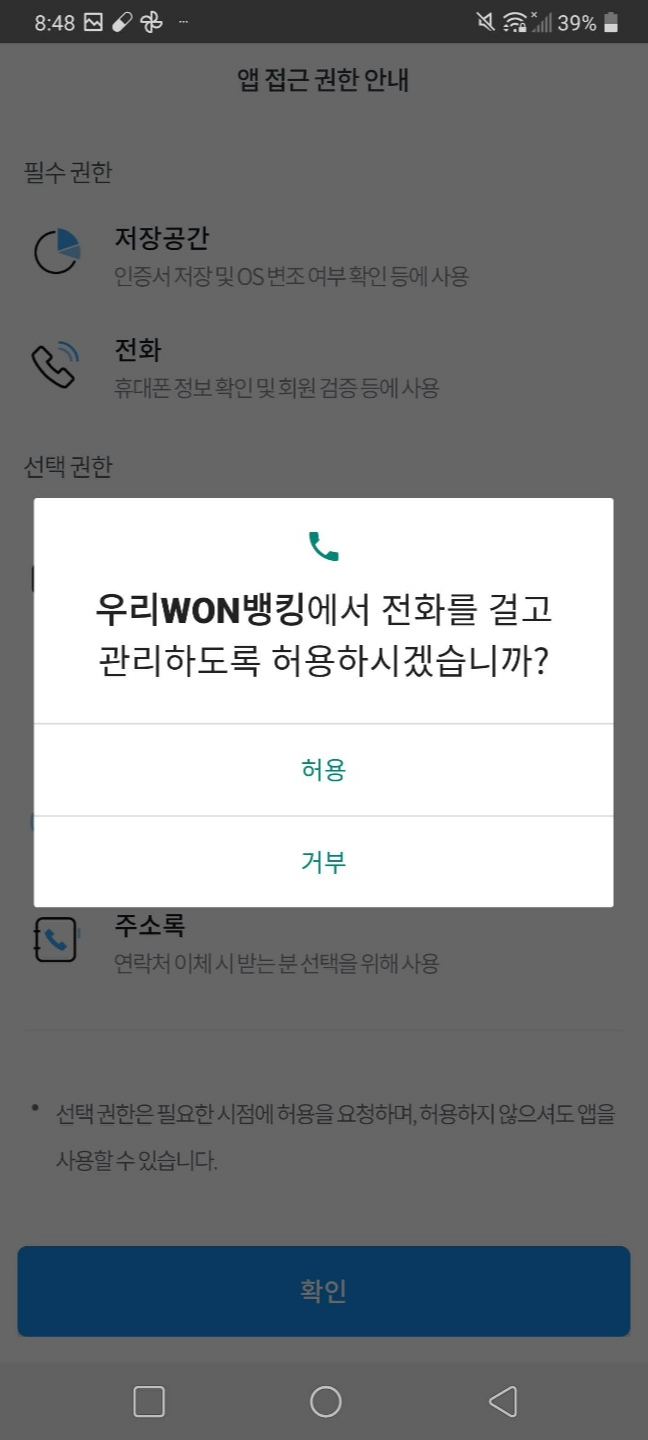 8:48
39%
앱 접근 권한 안내
필수 권한
저장공간
인증서 저장 및 OS 변조 여부 확인 등에 사용
전화
휴대폰 정보 확인 및 회원 검증 등에 사용
선택 권한
우리WON뱅킹에서 전화를 걸고
관리하도록 허용하시겠습니까?
허용
거부
주소록
연락처 이체 시 받는 분 선택을 위해 사용
• 선택 권한은 필요한 시점에 허용을 요청하며, 허용하지 않으셔도 앱을
사용할 수 있습니다.
확인